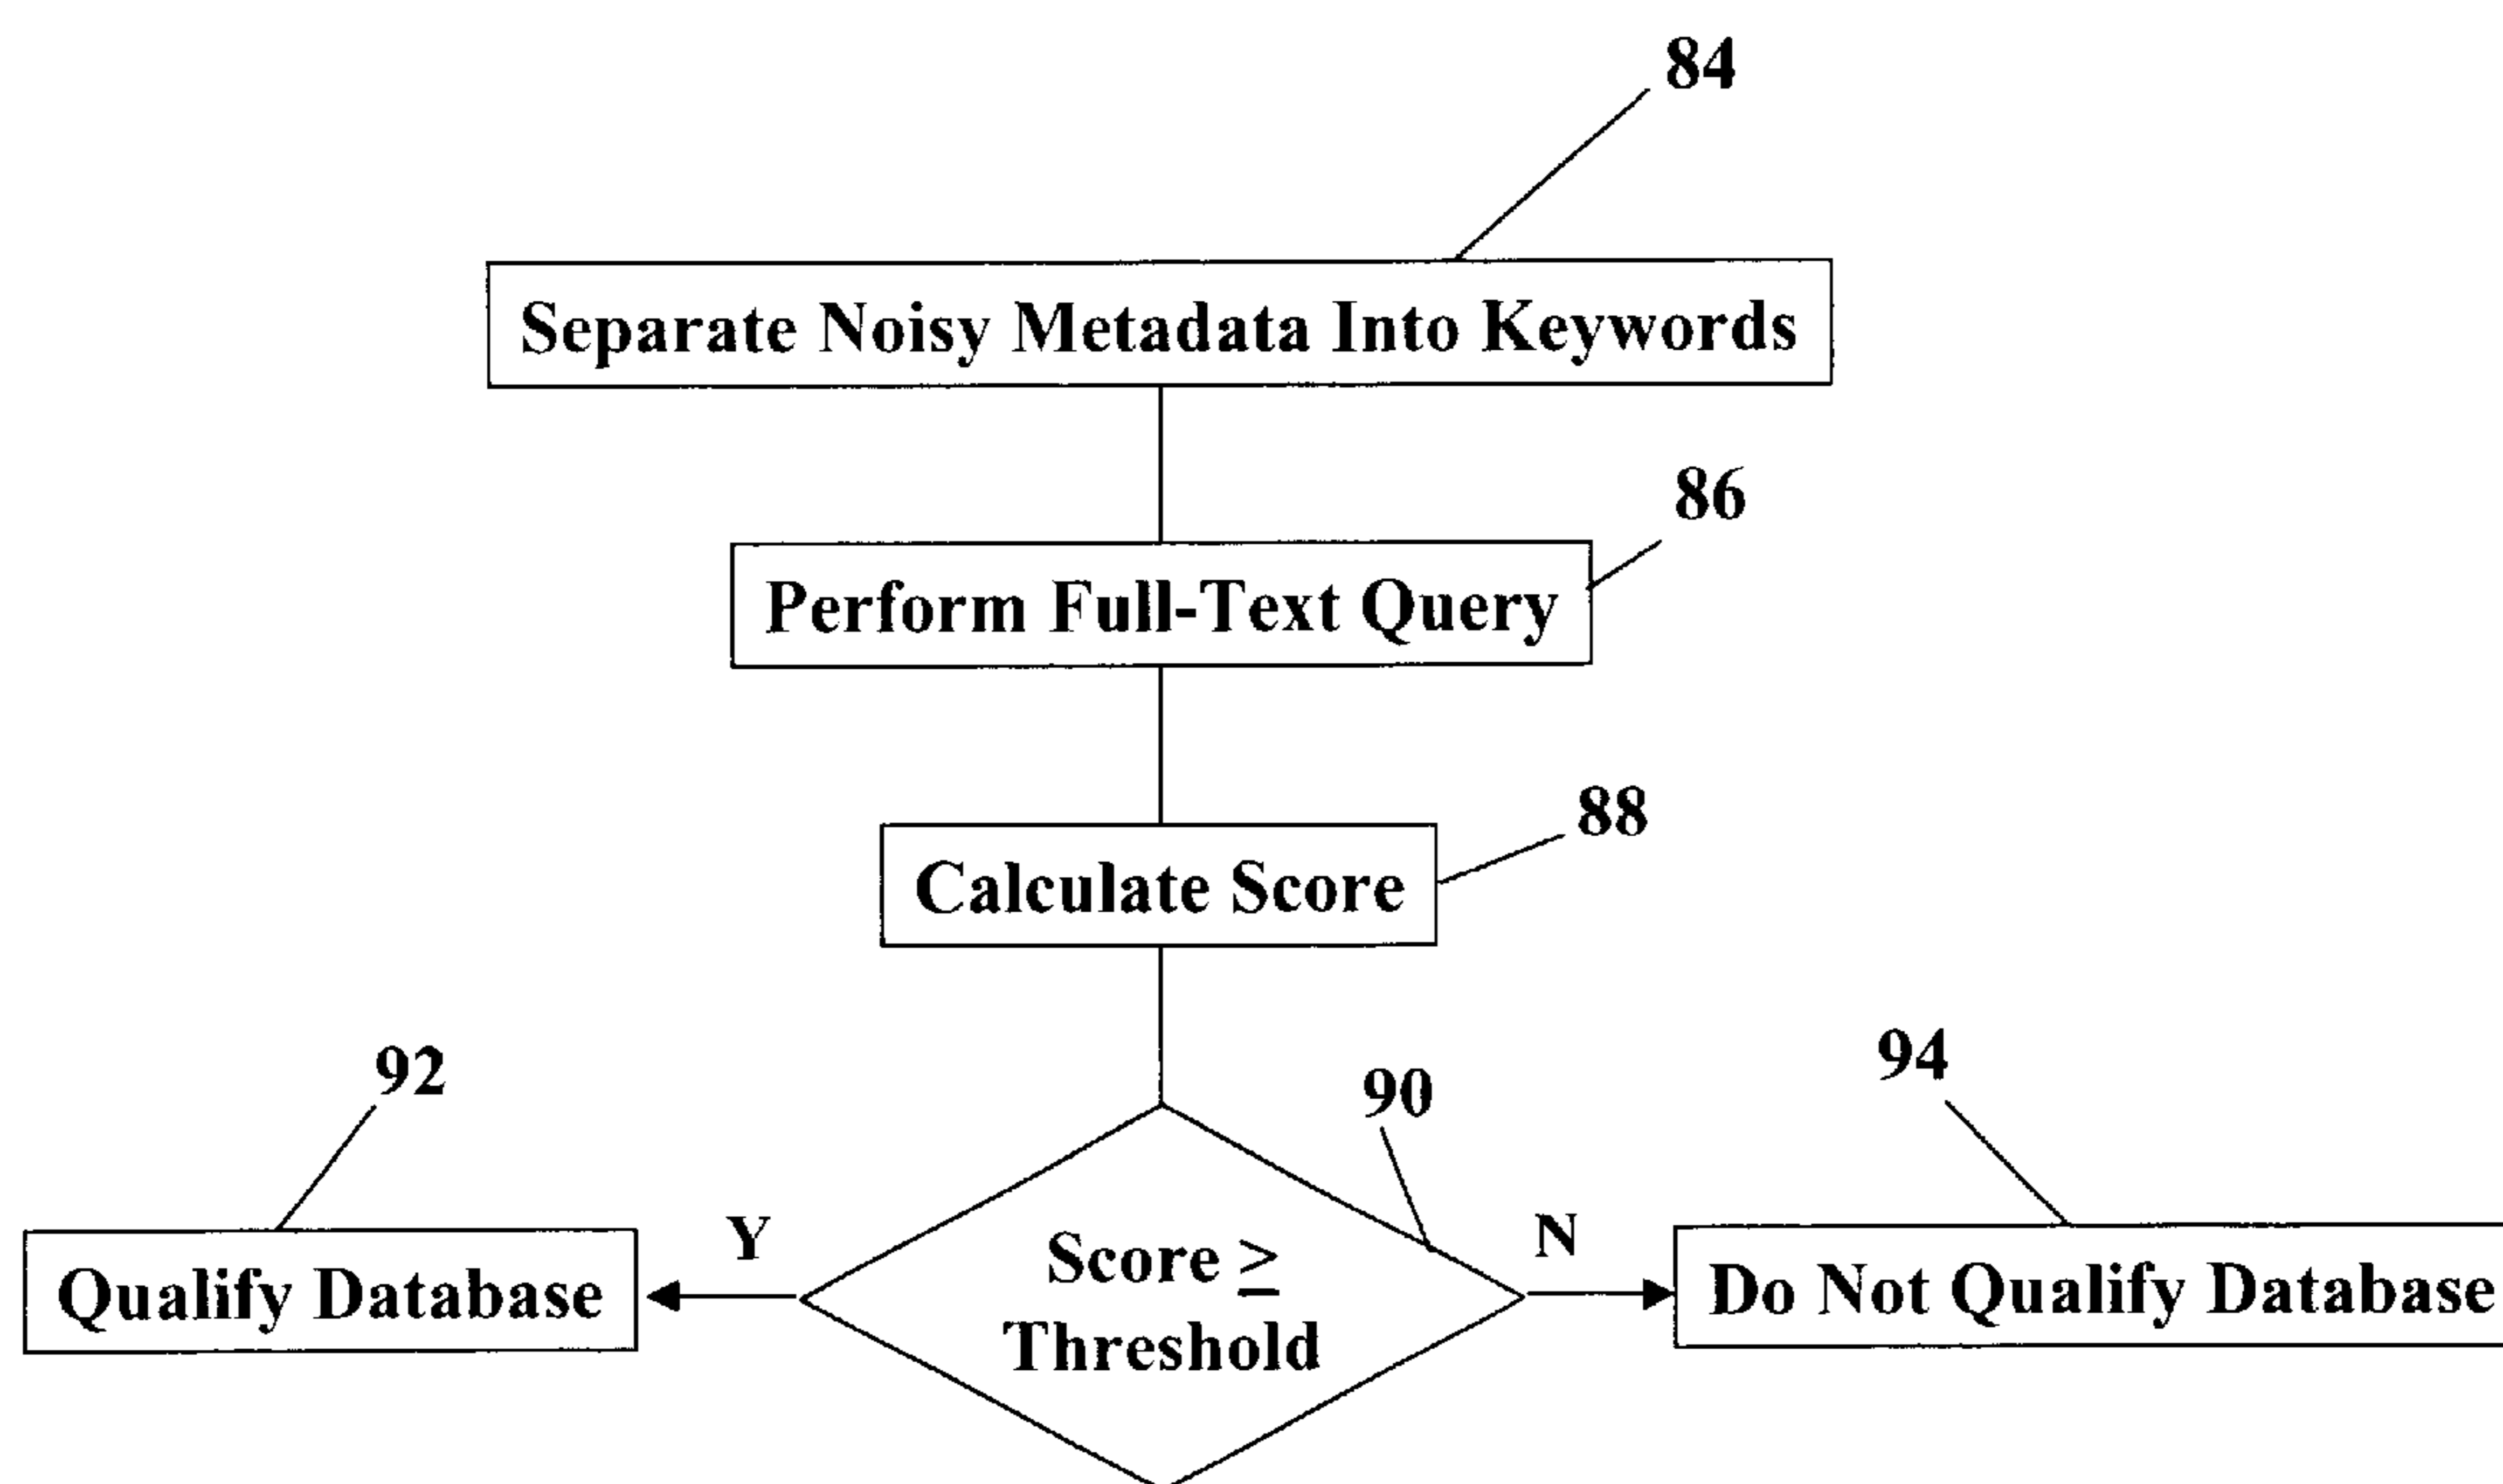 84
Separate Noisy Metadata Into Keywords
86
Perform Full-Text Query
88
Calculate Score
92
90
94
Y
N
Qualify Database
Score ≥
Threshold
Do Not Qualify Database